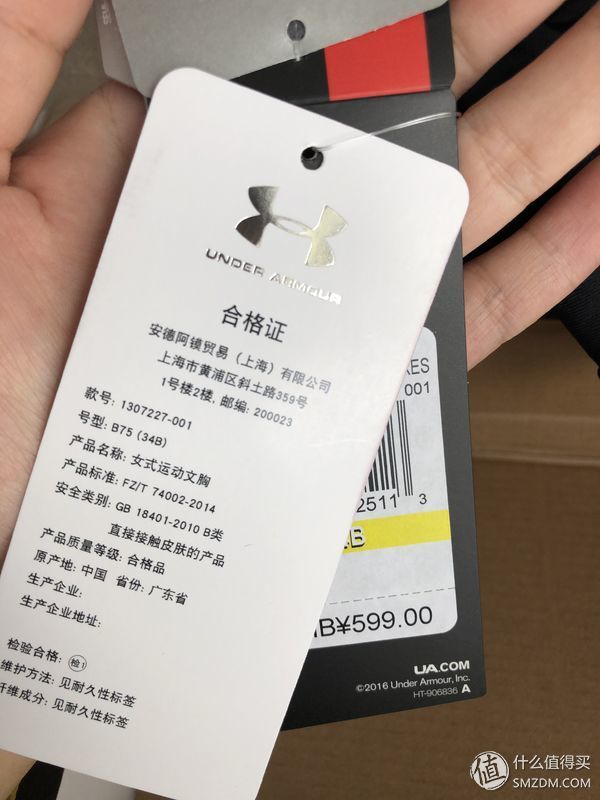 UNDER ARMOUR
合格证
安德阿镆贸易（上海）有限公司
上海市黄浦区斜土路359号
1号楼2楼, 邮编: 200023
款号: 1307227-001
号型: B75 (34B)
产品名称: 女式运动文胸
产品标准: FZ/T 74002-2014
安全类别: GB 18401-2010 B类
直接接触皮肤的产品
产品质量等级: 合格品
原产地: 中国 省份: 广东省
生产企业:
生产企业地址:
检验合格: 检1
维护方法: 见耐久性标签
纤维成分: 见耐久性标签
001
2511 3
B
¥599.00
UA.COM
©2016 Under Armour, Inc.
HT-906836 A
值 什么值得买
SMZDM.COM